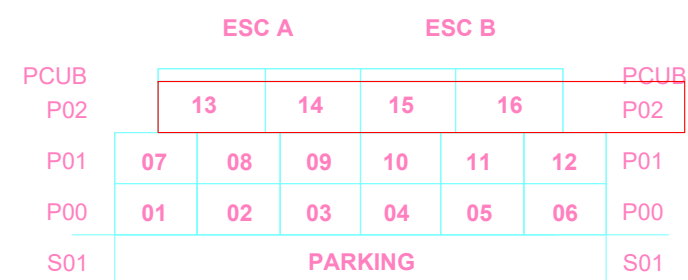 ESC A ESC B
PCUB PCUB
P02 13 14 15 16 P02
P01 07 08 09 10 11 12 P01
P00 01 02 03 04 05 06 P00
S01 PARKING S01